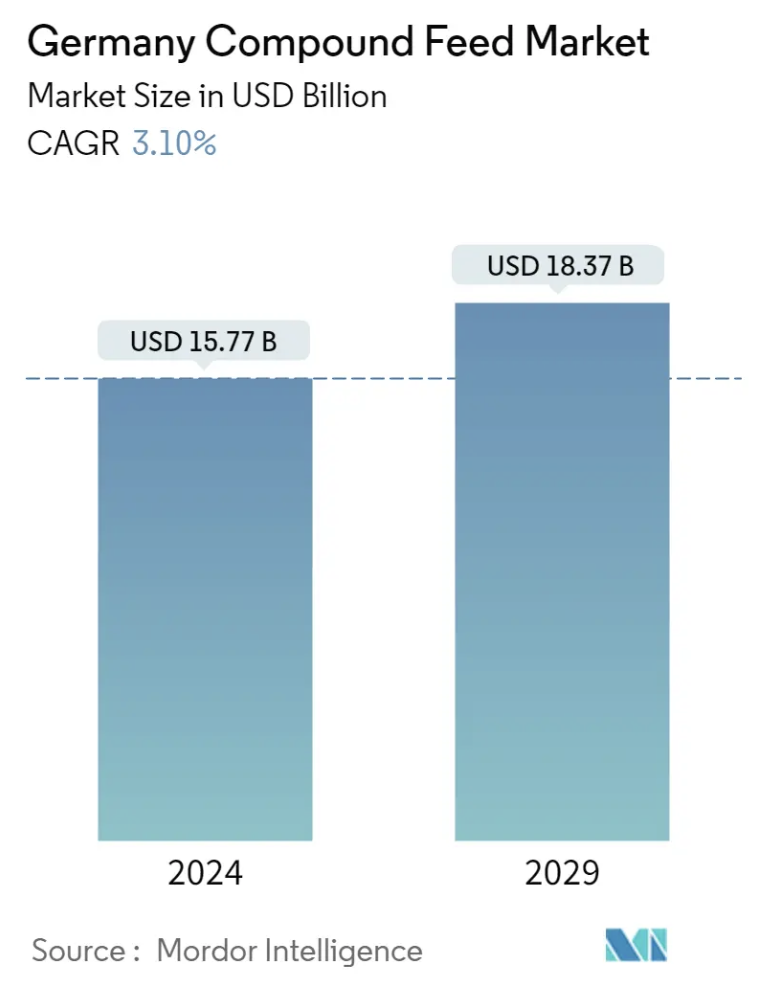 Germany Compound Feed Market
Market Size in USD Billion
CAGR 3.10%
USD 18.37 B
USD 15.77 B
2024 2029
Source : Mordor Intelligence